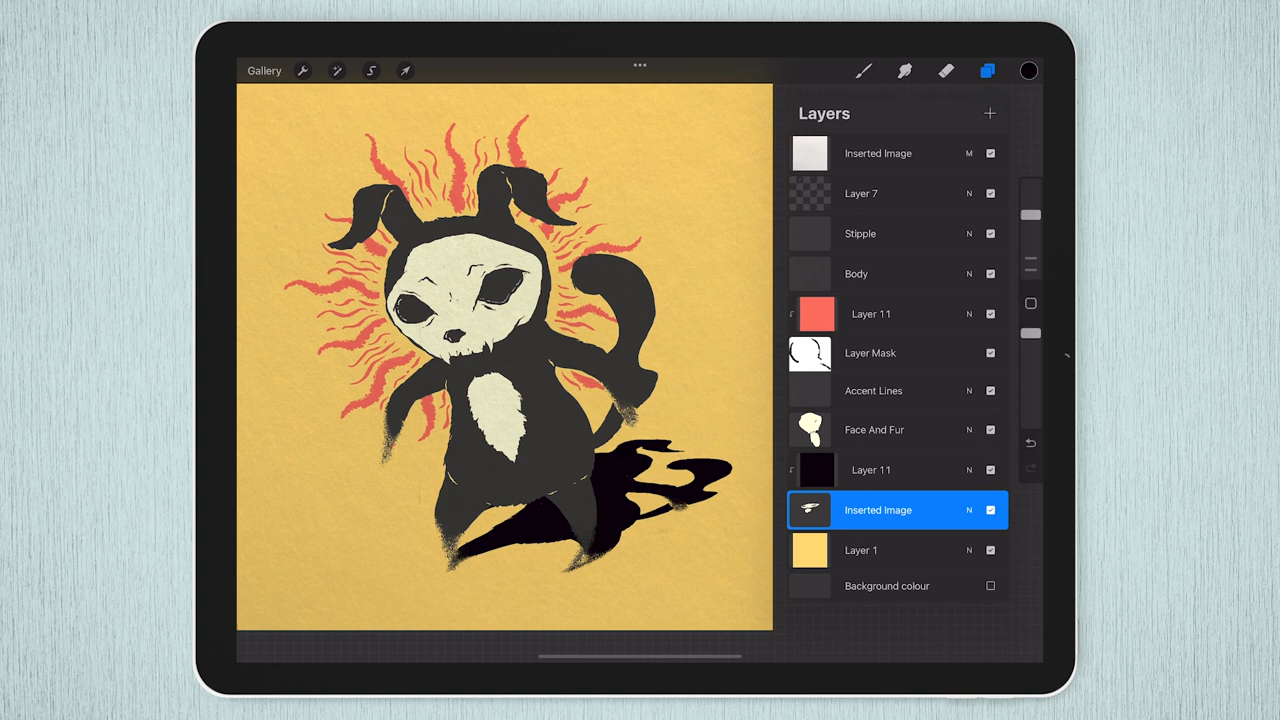 Gallery
Layers
Inserted Image M
Layer 7 N
Stipple N
Body N
Layer 11 N
Layer Mask
Accent Lines N
Face And Fur N
Layer 11 N
Inserted Image N
Layer 1 N
Background colour